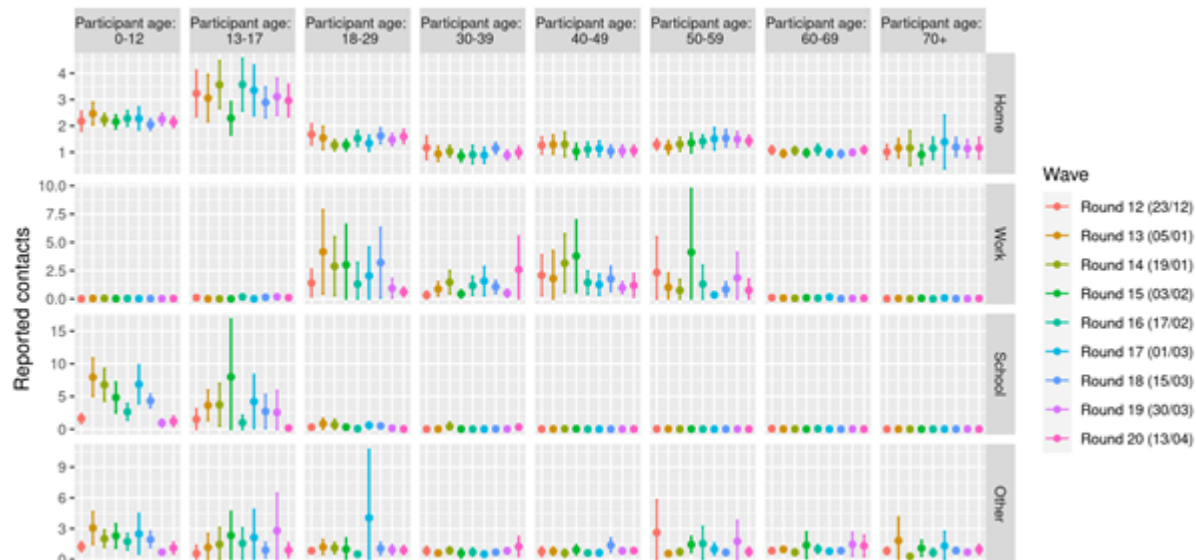 Participant age: Participant age: Participant age: Participant age: Participant age: Participant age: Participant age: Participant age:
0-12 13-17 18-29 30-39 40-49 50-59 60-69 70+
Reported contacts
4
3
2
1
Home
10.0
7.5
5.0
2.5
0.0
Work
15
10
5
0
School
9
6
3
0
Other
Wave
Round 12 (23/12)
Round 13 (05/01)
Round 14 (19/01)
Round 15 (03/02)
Round 16 (17/02)
Round 17 (01/03)
Round 18 (15/03)
Round 19 (30/03)
Round 20 (13/04)